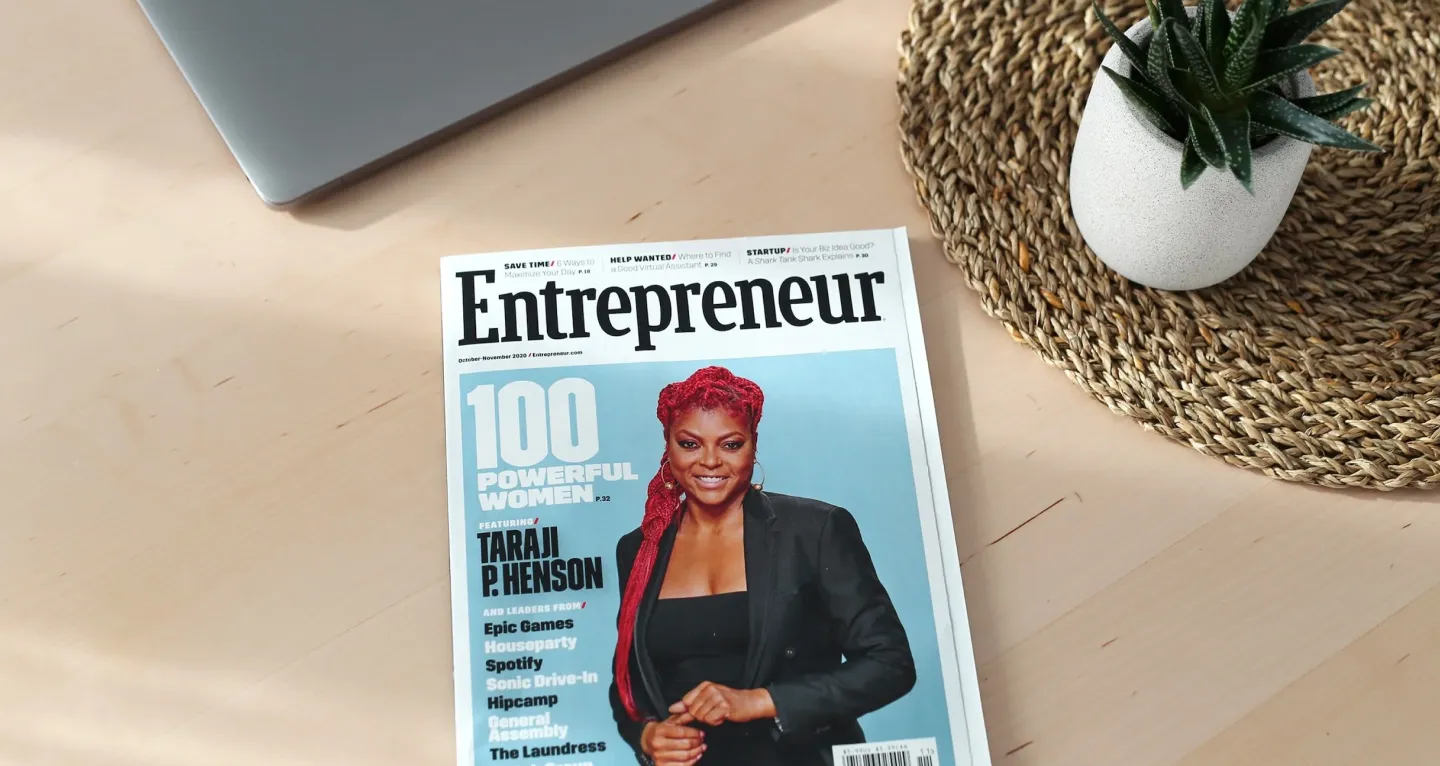 SAVE TIME/ 6 Ways to
Maximize Your Day P.18
HELP WANTED/ Where to Find
a Good Virtual Assistant P.25
STARTUP/ Is Your Biz Idea Good?
A Shark Tank Shark Explains P.30
Entrepreneur
October-November 2020 / Entrepreneur.com
100
POWERFUL
WOMEN P.32
FEATURING/
TARAJI
P. HENSON
AND LEADERS FROM/
Epic Games
Houseparty
Spotify
Sonic Drive-In
Hipcamp
General
Assembly
The Laundress